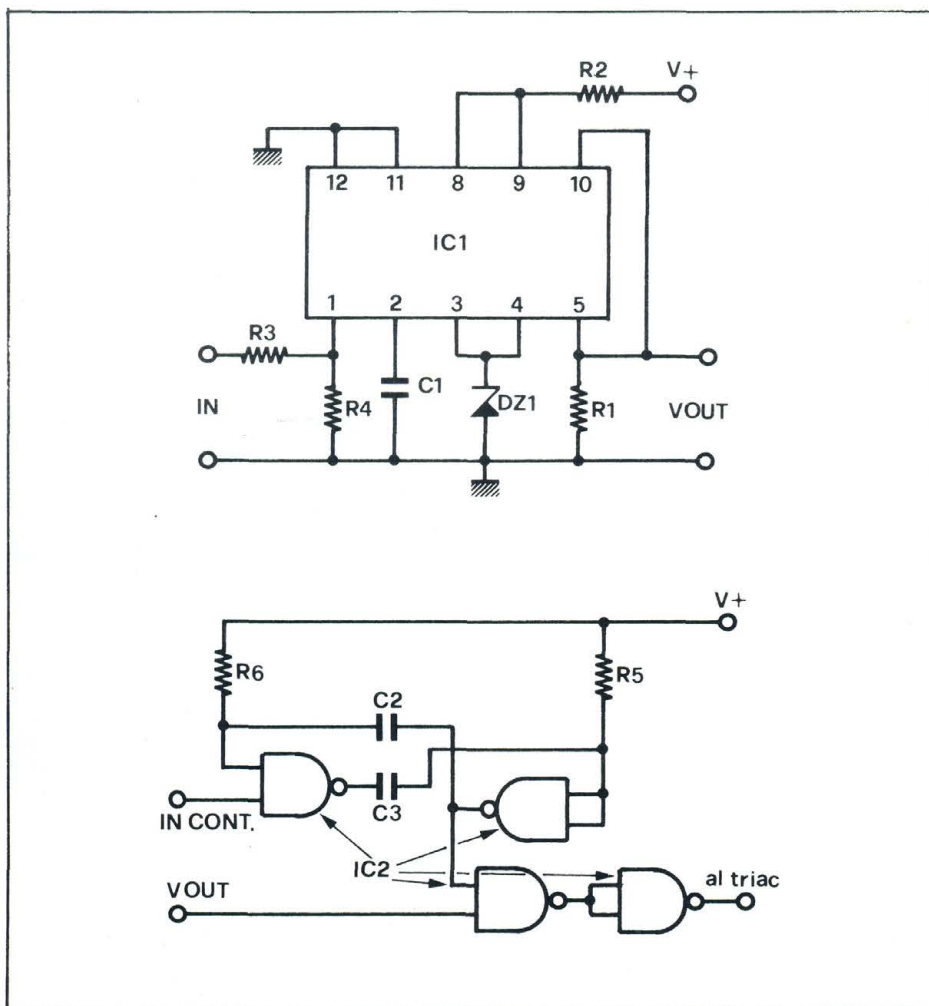 R2 V+
12 11 8 9 10
IC1
1 2 3 4 5
R3
IN R4 C1 DZ1 R1 VOUT
V+
R6 R5
C2
C3
IN CONT.
IC2
VOUT al triac